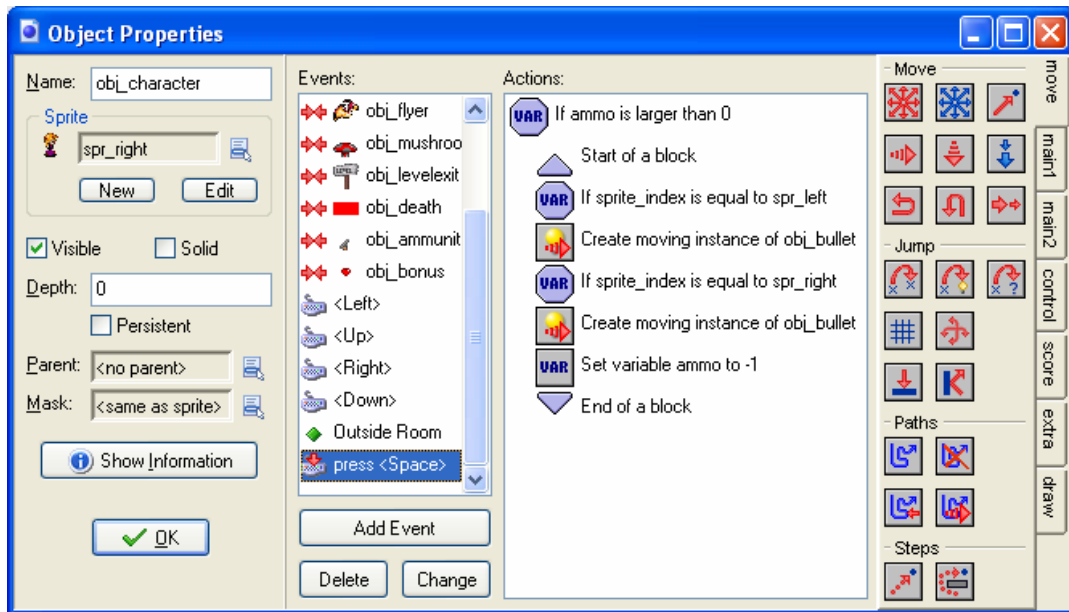 Object Properties
Name: obj_character
Sprite
spr_right
New Edit
Visible Solid
Depth: 0
Persistent
Parent: <no parent>
Mask: <same as sprite>
Show Information
OK
Events:
obj_flyer
obj_mushroo
obj_levelexit
obj_death
obj_ammunit
obj_bonus
<Left>
<Up>
<Right>
<Down>
Outside Room
press <Space>
Add Event
Delete Change
Actions:
VAR If ammo is larger than 0
Start of a block
VAR If sprite_index is equal to spr_left
Create moving instance of obj_bullet
VAR If sprite_index is equal to spr_right
Create moving instance of obj_bullet
VAR Set variable ammo to -1
End of a block
Move
Jump
Paths
Steps
move
main1
main2
control
score
extra
draw